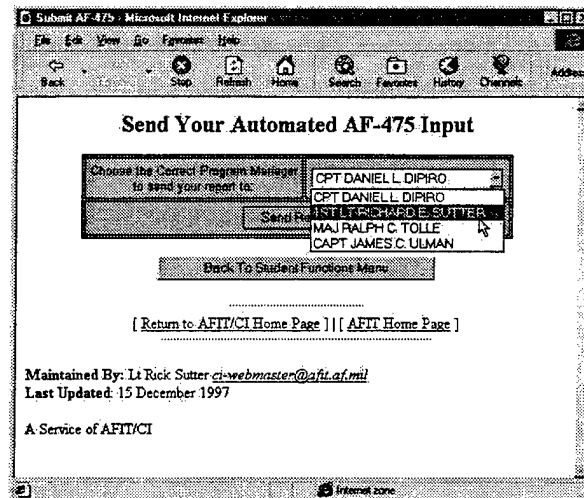 Submit AF-475 - Microsoft Internet Explorer
File Edit View Go Favorites Help
Back Stop Refresh Home Search Favorites History Channels Address
Send Your Automated AF-475 Input
Choose the Correct Program Manager
to send your report to:
CPT DANIEL L. DIPIRO
CPT DANIEL L. DIPIRO
1ST LT RICHARD E. SUTTER
MAJ RALPH C. TOLLE
CAPT JAMES C. ULMAN
Send
Back To Student Functions Menu
[ Return to AFIT/CI Home Page ] | [ AFIT Home Page ]
Maintained By: Lt Rick Sutter ci-webmaster@afit.af.mil
Last Updated: 15 December 1997
A Service of AFIT/CI
Internet zone